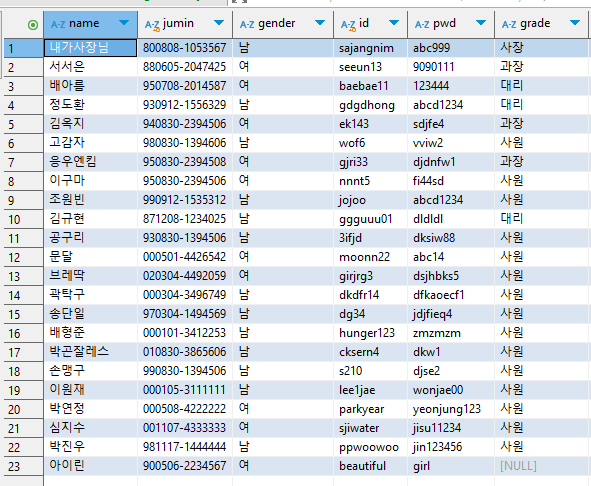 A-Z name A-Z jumin A-Z gender A-Z id A-Z pwd A-Z grade
1 내가사장님 800808-1053567 남 sajangnim abc999 사장
2 서서은 880605-2047425 여 seeun13 9090111 과장
3 배아름 950708-2014587 여 baebae11 123444 대리
4 정도환 930912-1556329 남 gdgdhong abcd1234 대리
5 김옥지 940830-2394506 여 ek143 sdjfe4 과장
6 고감자 980830-1394606 남 wof6 vviw2 사원
7 응우엔킴 950830-2394508 여 gjri33 djdnfw1 과장
8 이구마 950830-2394506 여 nnnt5 fi44sd 사원
9 조원빈 990912-1535312 남 jojoo abcd1234 사원
10 김규현 871208-1234025 남 ggguuu01 dldldl 대리
11 공구리 930830-1394506 남 3ifjd dksiw88 사원
12 문달 000501-4426542 여 moonn22 abc14 사원
13 브레딱 020304-4492059 여 girjrg3 dsjhbks5 사원
14 곽탁구 000304-3496749 남 dkdfr14 dfkaoecf1 사원
15 송단일 970304-1494569 남 dg34 jdjfieq4 사원
16 배형준 000101-3412253 남 hunger123 zmzmzm 사원
17 박곤잘레스 010830-3865606 남 cksern4 dkw1 사원
18 손맹구 990830-1394506 남 s210 djse2 사원
19 이원재 000105-3111111 남 lee1jae wonjae00 사원
20 박연정 000508-4222222 여 parkyear yeonjung123 사원
21 심지수 001107-4333333 여 sjiwater jisu11234 사원
22 박진우 981117-1444444 남 ppwoowoo jin123456 사원
23 아이린 900506-2234567 여 beautiful girl [NULL]